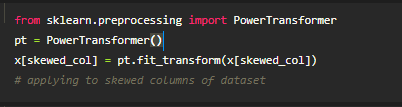 from sklearn.preprocessing import PowerTransformer
pt = PowerTransformer()
x[skewed_col] = pt.fit_transform(x[skewed_col])
# applying to skewed columns of dataset